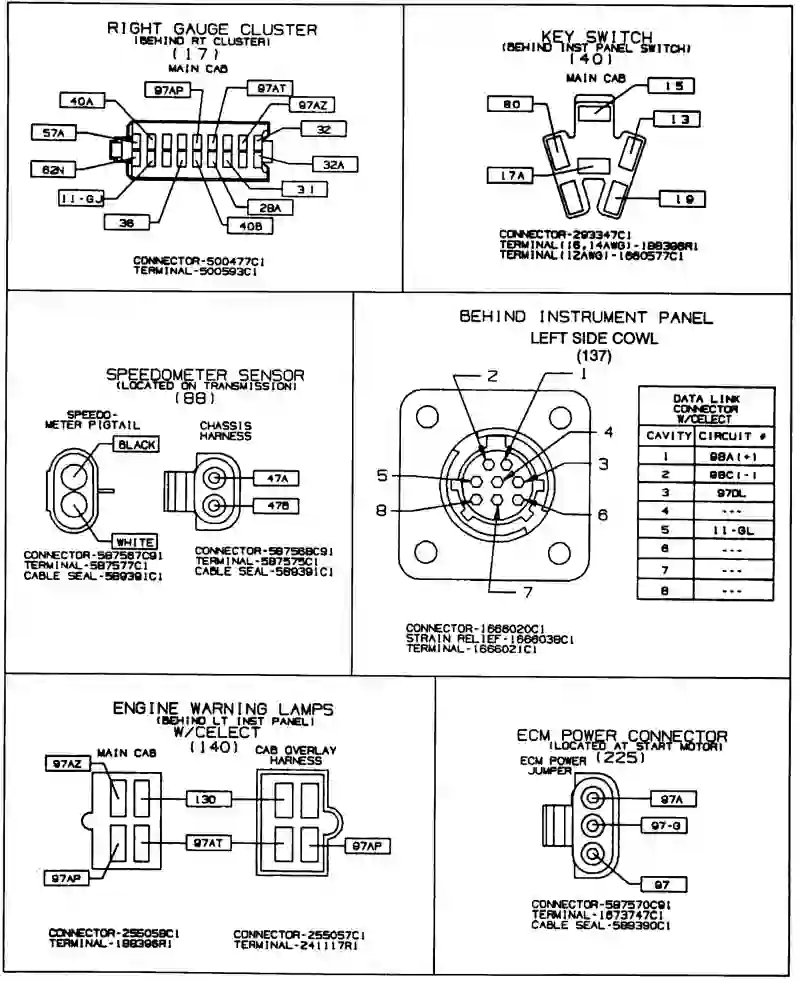 RIGHT GAUGE CLUSTER
(BEHIND RT CLUSTER)
(17)
MAIN CAB
97AP
97AT
40A
97AZ
57A
32
62N
32A
11-GJ
31
28A
36
40B
CONNECTOR-500477C1
TERMINAL-500593C1
KEY SWITCH
(BEHIND INST PANEL SWITCH)
(40)
MAIN CAB
15
80
13
17A
19
CONNECTOR-293347C1
TERMINAL(16,14AWG)-188396R1
TERMINAL(12AWG)-1660577C1
SPEEDOMETER SENSOR
(LOCATED ON TRANSMISSION)
(88)
SPEEDO-
METER PIGTAIL
CHASSIS
HARNESS
BLACK
47A
47B
WHITE
CONNECTOR-587567C91
TERMINAL-587577C1
CABLE SEAL-589391C1
CONNECTOR-587568C91
TERMINAL-587575C1
CABLE SEAL-589391C1
BEHIND INSTRUMENT PANEL
LEFT SIDE COWL
(137)
2
1
4
5
3
8
6
7
DATA LINK
CONNECTOR
W/CELECT
CAVITY CIRCUIT #
1 98A(+)
2 98C(-)
3 97DL
4 ---
5 11-GL
6 ---
7 ---
8 ---
CONNECTOR-1666020C1
STRAIN RELIEF-1666038C1
TERMINAL-1666021C1
ENGINE WARNING LAMPS
(BEHIND LT INST PANEL)
W/CELECT
(140)
MAIN CAB
CAB OVERLAY
HARNESS
97AZ
130
97AT
97AP
97AP
CONNECTOR-255058C1
TERMINAL-188396R1
CONNECTOR-255057C1
TERMINAL-241117R1
ECM POWER CONNECTOR
(LOCATED AT START MOTOR)
(225)
ECM POWER
JUMPER
97A
97-G
97
CONNECTOR-587570C91
TERMINAL-1673747C1
CABLE SEAL-589390C1